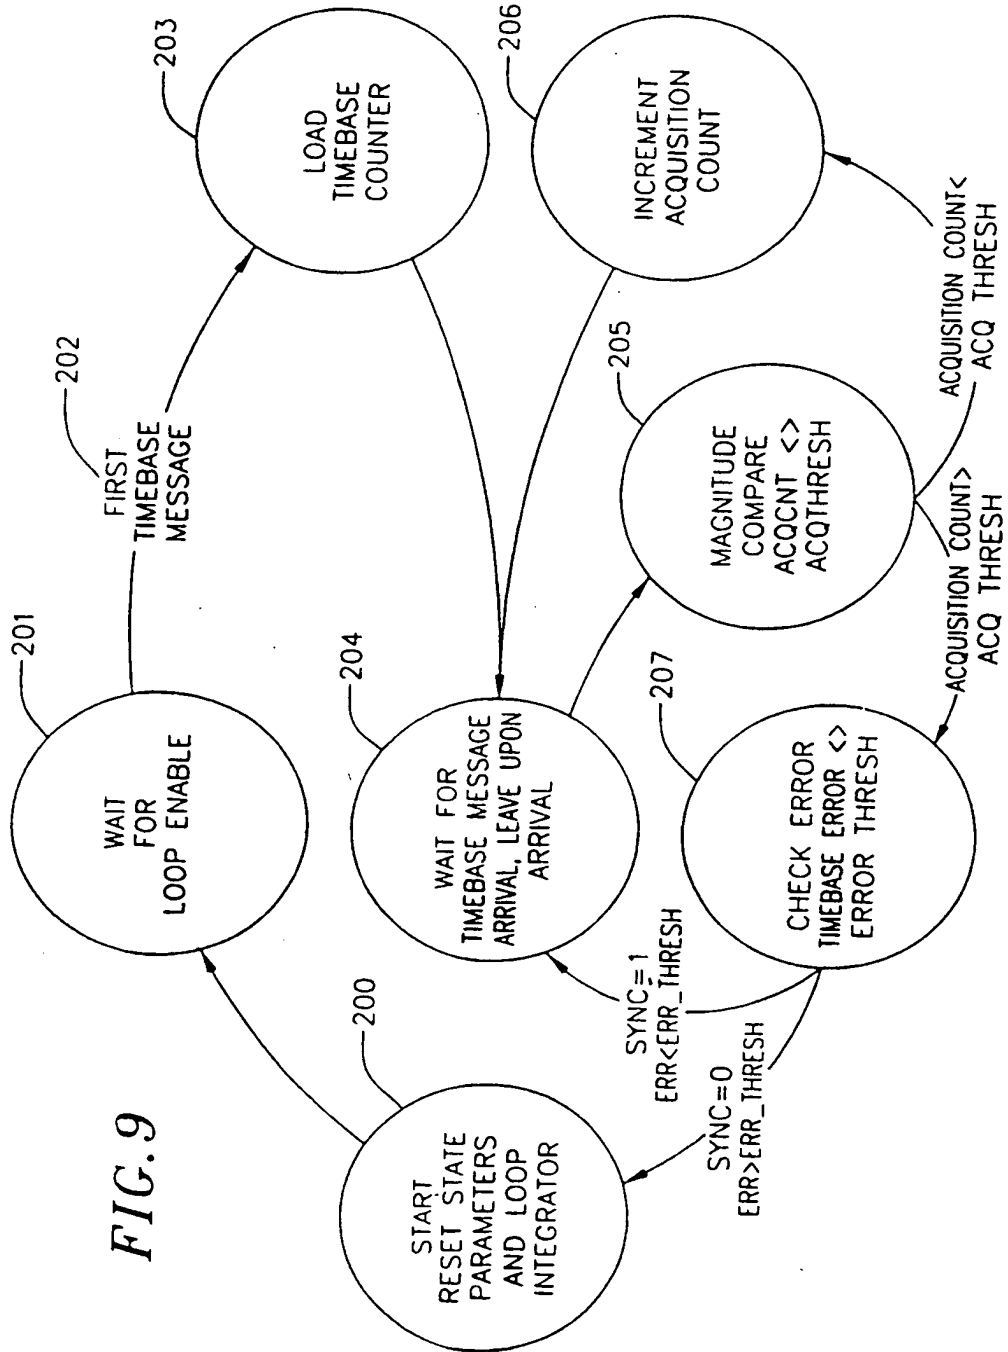 FIG.9
200
START
RESET STATE
PARAMETERS
AND LOOP
INTEGRATOR
201
WAIT
FOR
LOOP ENABLE
202
FIRST
TIMEBASE
MESSAGE
203
LOAD
TIMEBASE
COUNTER
204
WAIT FOR
TIMEBASE MESSAGE
ARRIVAL, LEAVE UPON
ARRIVAL
205
MAGNITUDE
COMPARE
ACQCNT <>
ACQTHRESH
206
INCREMENT
ACQUISITION
COUNT
ACQUISITION COUNT<
ACQ THRESH
ACQUISITION COUNT>
ACQ THRESH
207
CHECK ERROR
TIMEBASE ERROR <>
ERROR THRESH
SYNC=1
ERR<ERR_THRESH
SYNC=0
ERR>ERR_THRESH